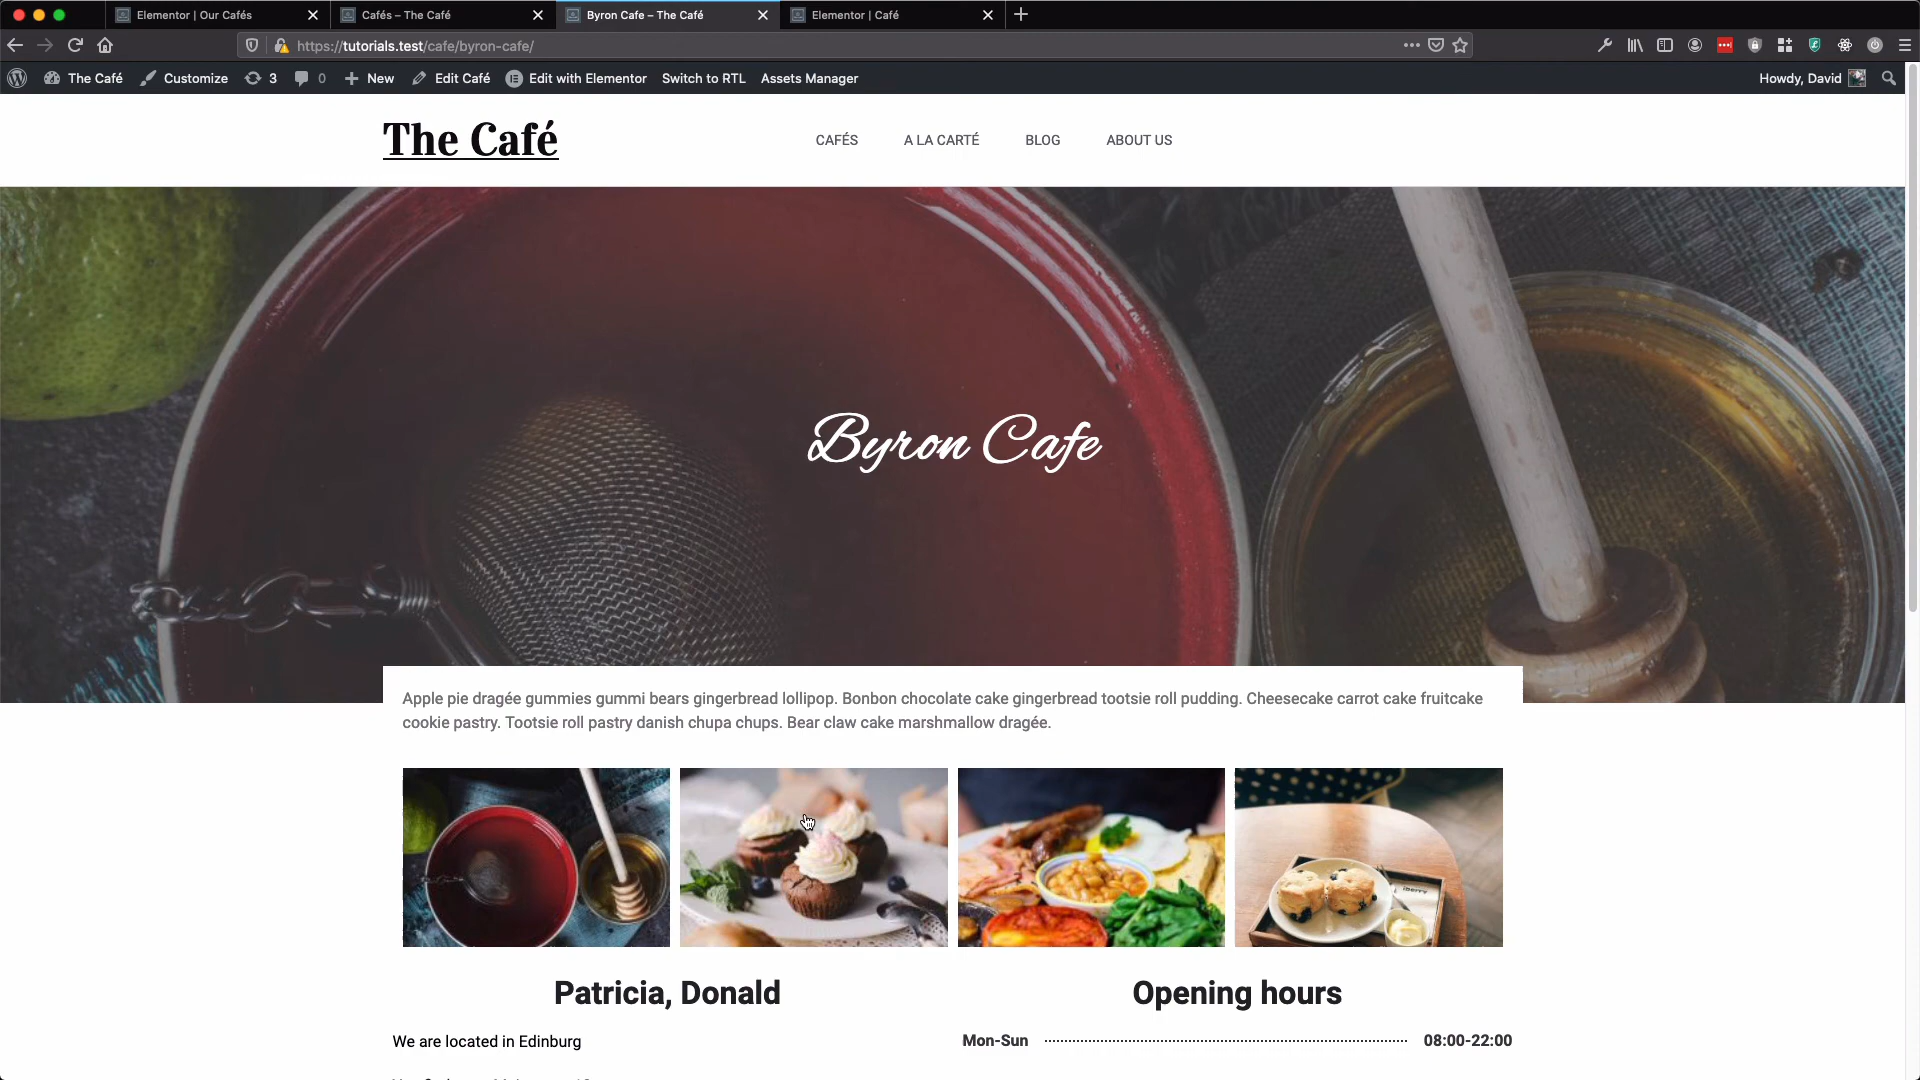 Elementor | Our Cafés
Cafés – The Café
Byron Cafe – The Café
Elementor | Café
https://tutorials.test/cafe/byron-cafe/
The Café
Customize
3
0
New
Edit Café
Edit with Elementor
Switch to RTL
Assets Manager
Howdy, David
The Café
CAFÉS
A LA CARTÉ
BLOG
ABOUT US
Byron Cafe
Apple pie dragée gummies gummi bears gingerbread lollipop. Bonbon chocolate cake gingerbread tootsie roll pudding. Cheesecake carrot cake fruitcake
cookie pastry. Tootsie roll pastry danish chupa chups. Bear claw cake marshmallow dragée.
Patricia, Donald
Opening hours
We are located in Edinburg
Mon-Sun
08:00-22:00